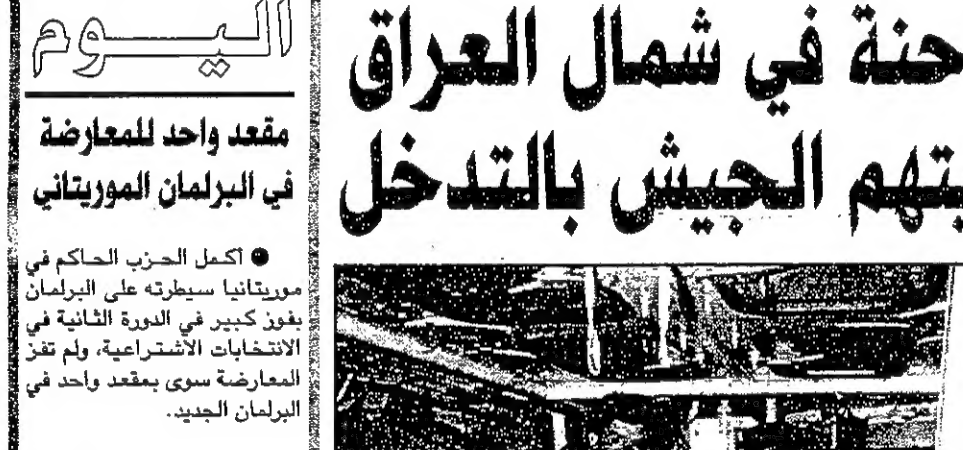 حنة في شمال العراق
يتهم الجيش بالتدخل
اليوم
مقعد واحد للمعارضة
في البرلمان الموريتاني
● أكمل الحزب الحاكم في
موريتانيا سيطرته على البرلمان
بفوز كبير في الدورة الثانية في
الانتخابات الاشتراعية، ولم تفز
المعارضة سوى بمقعد واحد في
البرلمان الجديد.